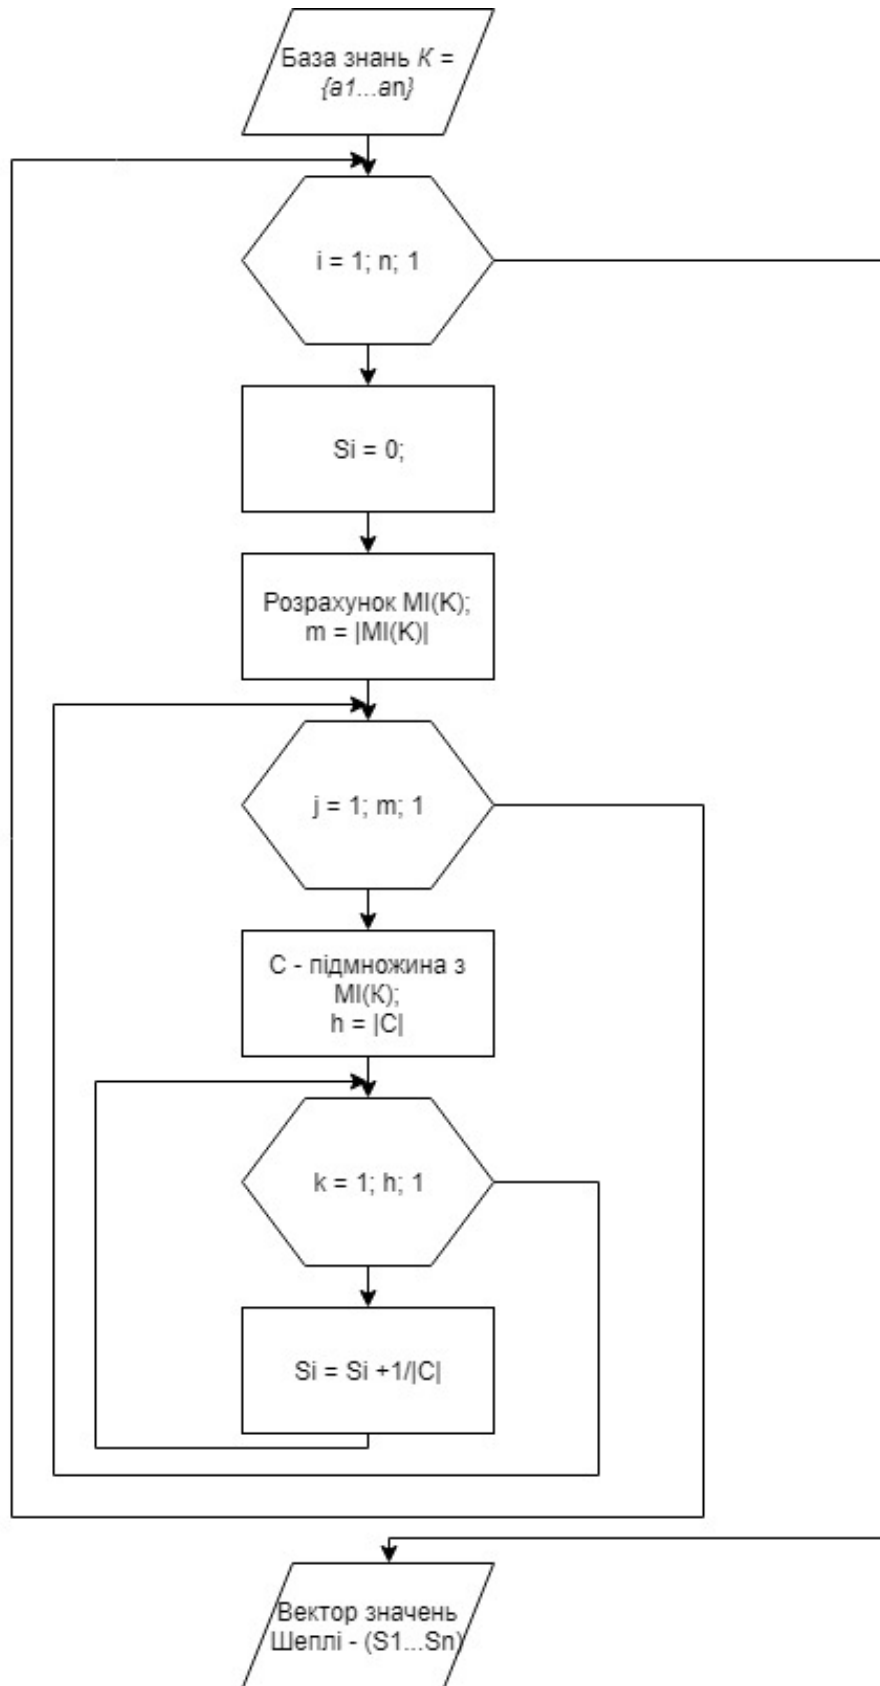 База знань K =
{a1...an}
i = 1; n; 1
Si = 0;
Розрахунок MI(K);
m = |MI(K)|
j = 1; m; 1
C - підмножина з
MI(K);
h = |C|
k = 1; h; 1
Si = Si +1/|C|
Вектор значень
Шеплі - (S1...Sn)